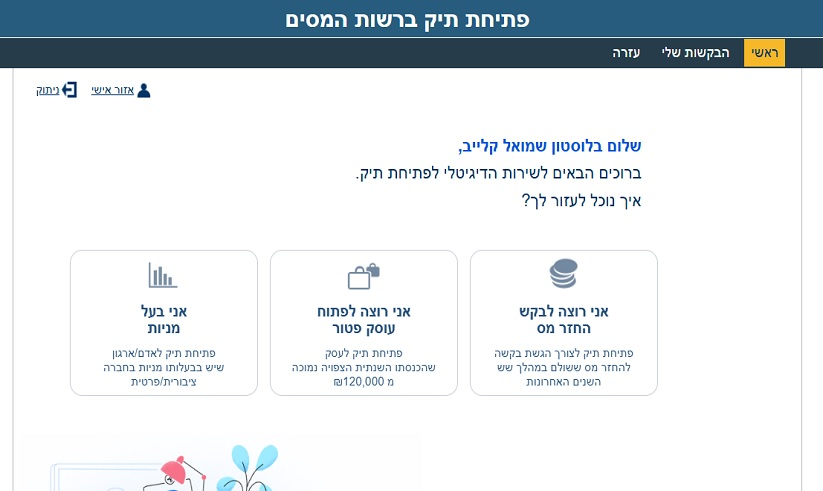 פתיחת תיק ברשות המסים
ראשי
הבקשות שלי
עזרה
אזור אישי
ניתוק
שלום בלוסטון שמואל קלייב,
ברוכים הבאים לשירות הדיגיטלי לפתיחת תיק.
איך נוכל לעזור לך?
אני רוצה לבקש
החזר מס
פתיחת תיק לצורך הגשת בקשה
להחזר מס ששולם במהלך שש
השנים האחרונות
אני רוצה לפתוח
עוסק פטור
פתיחת תיק לעסק
שהכנסתו השנתית הצפויה נמוכה
מ 120,000₪
אני בעל
מניות
פתיחת תיק לאדם/ארגון
שיש בבעלותו מניות בחברה
ציבורית/פרטית